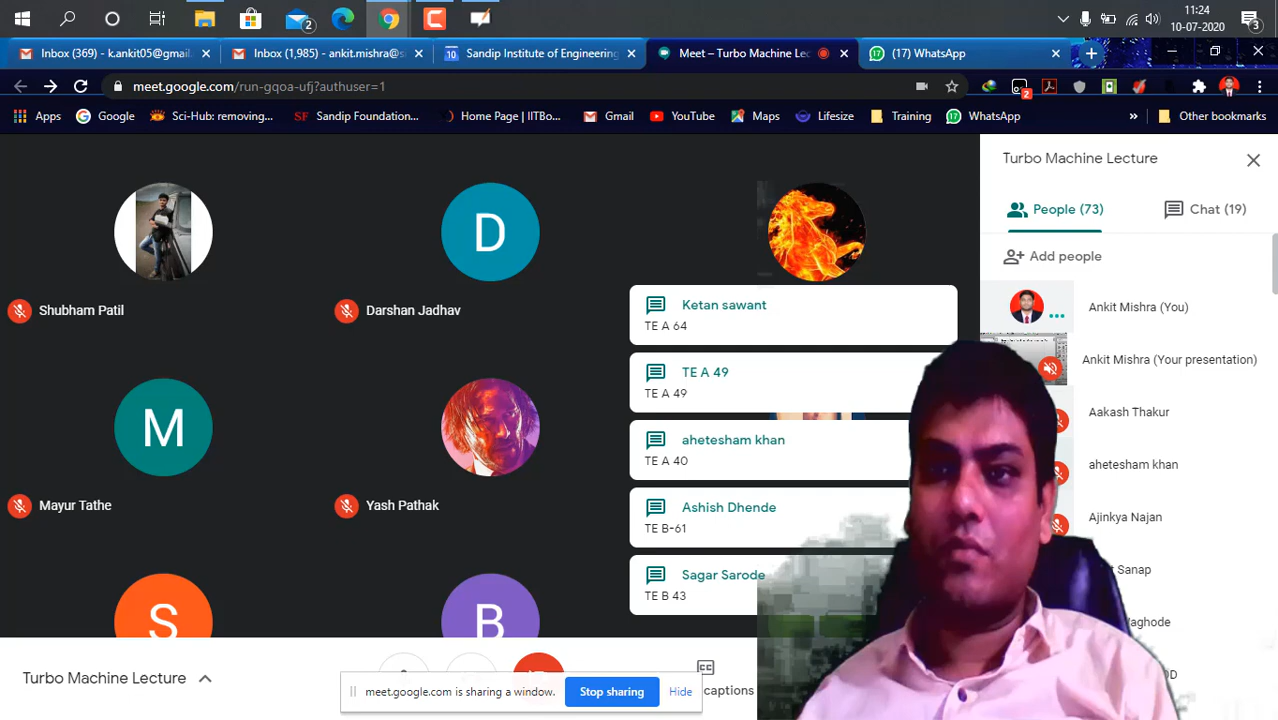 11:24
10-07-2020
2
3
Inbox (369) - k.ankit05@gmail.
Inbox (1,985) - ankit.mishra@s
10 Sandip Institute of Engineering
Meet – Turbo Machine Lec
(17) WhatsApp
meet.google.com/run-gqoa-ufj?authuser=1
2
Apps
Google
Sci-Hub: removing...
SF Sandip Foundation...
Home Page | IITBo...
Gmail
YouTube
Maps
Lifesize
Training
WhatsApp
»
Other bookmarks
Turbo Machine Lecture
People (73)
Chat (19)
Add people
Ankit Mishra (You)
Ankit Mishra (Your presentation)
Aakash Thakur
ahetesham khan
Ajinkya Najan
Sanap
aghode
D
Shubham Patil
D
Darshan Jadhav
Ketan sawant
TE A 64
TE A 49
TE A 49
ahetesham khan
TE A 40
Ashish Dhende
TE B-61
Sagar Sarode
TE B 43
M
Mayur Tathe
Yash Pathak
S
B
Turbo Machine Lecture
meet.google.com is sharing a window.
Stop sharing
Hide
captions